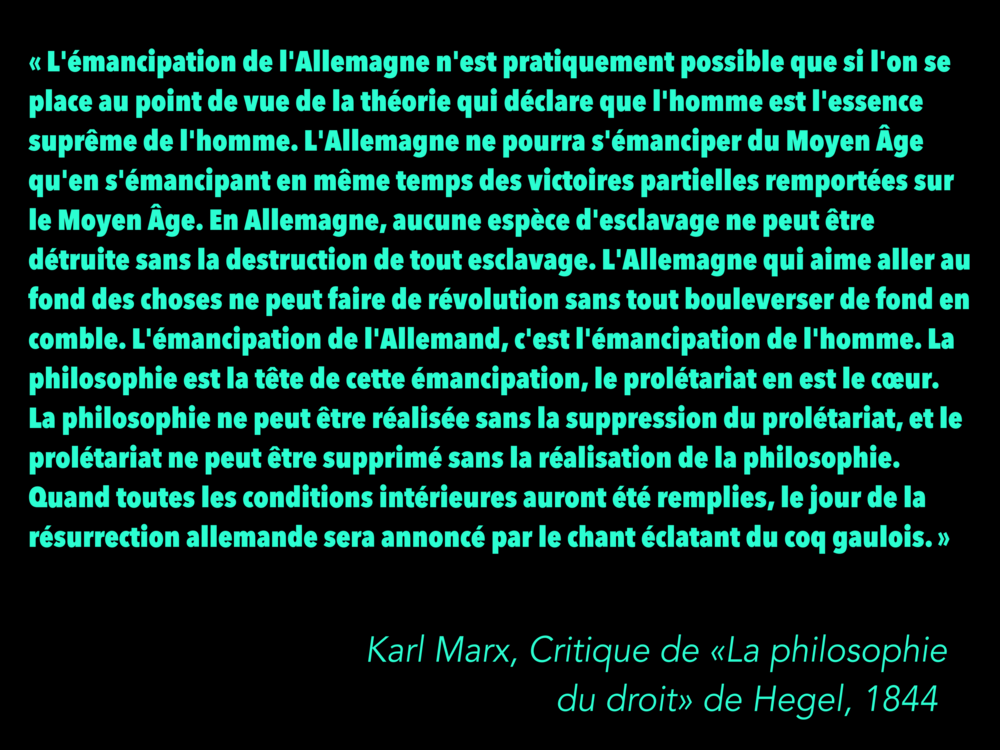 « L'émancipation de l'Allemagne n'est pratiquement possible que si l'on se
place au point de vue de la théorie qui déclare que l'homme est l'essence
suprême de l'homme. L'Allemagne ne pourra s'émanciper du Moyen Âge
qu'en s'émancipant en même temps des victoires partielles remportées sur
le Moyen Âge. En Allemagne, aucune espèce d'esclavage ne peut être
détruite sans la destruction de tout esclavage. L'Allemagne qui aime aller au
fond des choses ne peut faire de révolution sans tout bouleverser de fond en
comble. L'émancipation de l'Allemand, c'est l'émancipation de l'homme. La
philosophie est la tête de cette émancipation, le prolétariat en est le cœur.
La philosophie ne peut être réalisée sans la suppression du prolétariat, et le
prolétariat ne peut être supprimé sans la réalisation de la philosophie.
Quand toutes les conditions intérieures auront été remplies, le jour de la
résurrection allemande sera annoncé par le chant éclatant du coq gaulois. »
Karl Marx, Critique de «La philosophie
du droit» de Hegel, 1844